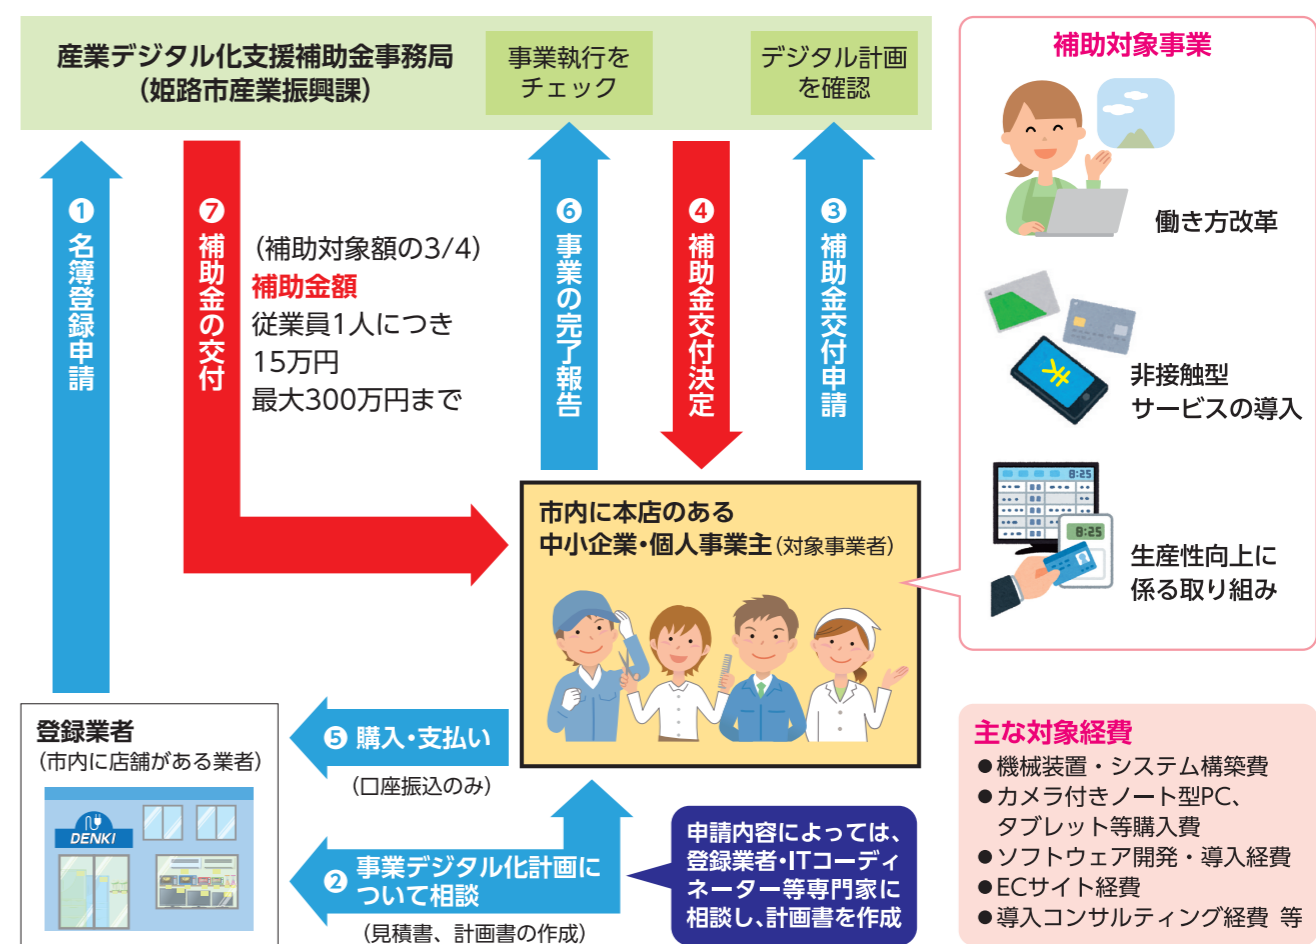 産業デジタル化支援補助金事務局
(姫路市産業振興課)
事業執行を
チェック
デジタル計画
を確認
❶名簿登録申請
❼補助金の交付
(補助対象額の3/4)
補助金額
従業員1人につき
15万円
最大300万円まで
❻事業の完了報告
❹補助金交付決定
❸補助金交付申請
市内に本店のある
中小企業・個人事業主(対象事業者)
登録業者
(市内に店舗がある業者)
DENKI
❺購入・支払い
(口座振込のみ)
❷事業デジタル化計画に
ついて相談
(見積書、計画書の作成)
申請内容によっては、
登録業者・ITコーディ
ネーター等専門家に
相談し、計画書を作成
補助対象事業
働き方改革
¥
非接触型
サービスの導入
8:25
8:25
生産性向上に
係る取り組み
主な対象経費
●機械装置・システム構築費
●カメラ付きノート型PC、
タブレット等購入費
●ソフトウェア開発・導入経費
●ECサイト経費
●導入コンサルティング経費 等